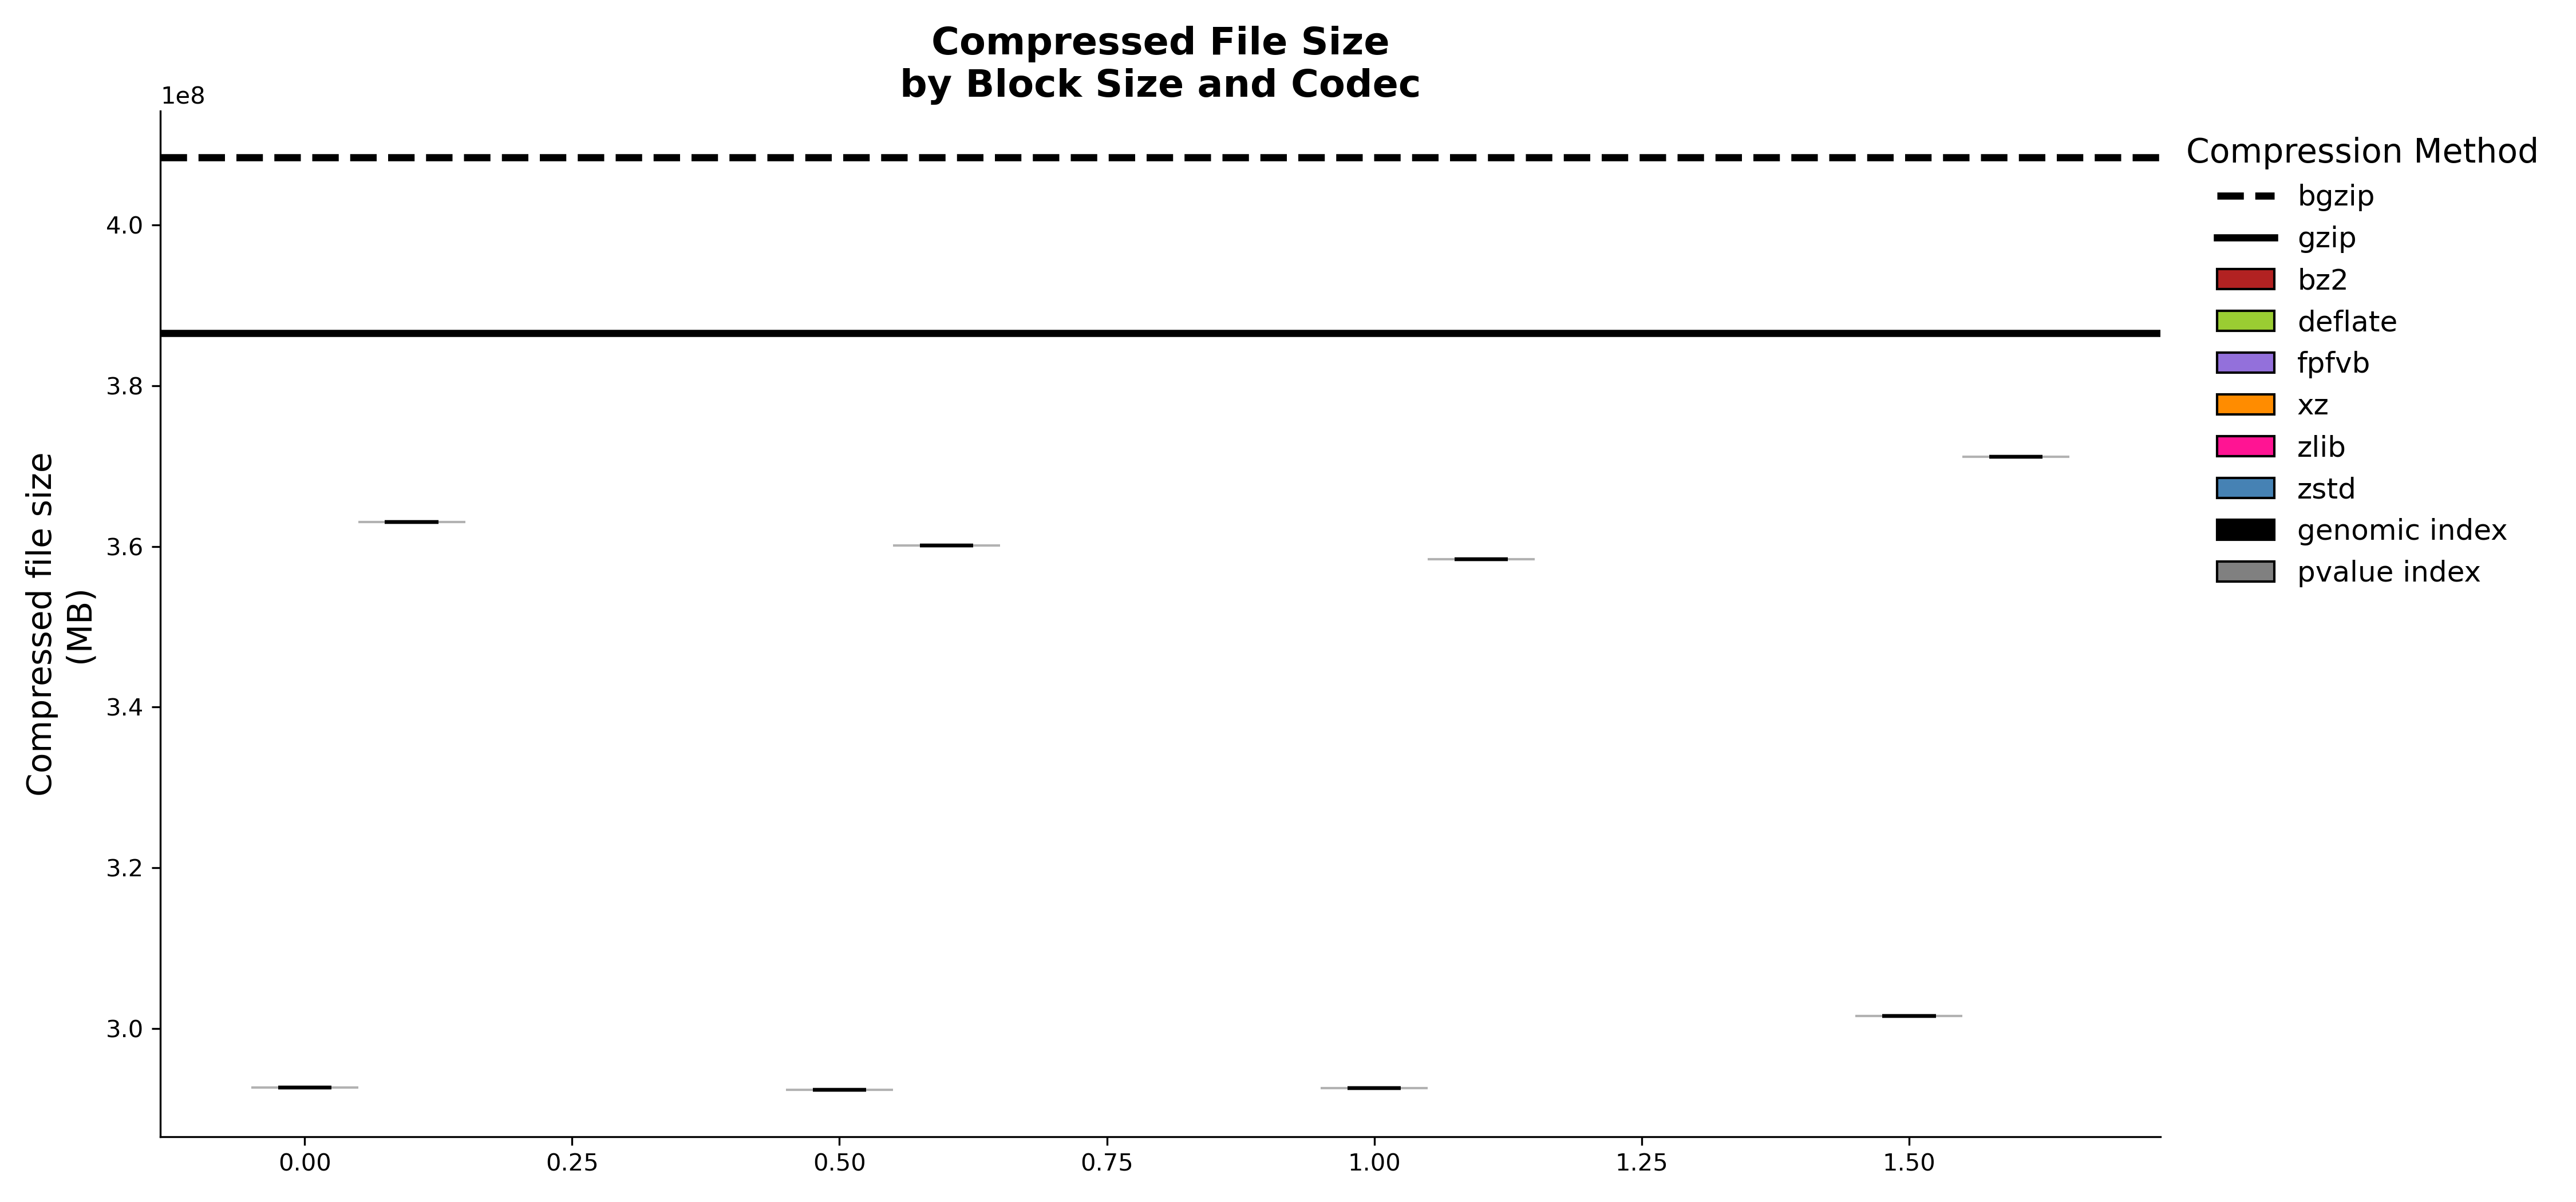 Compressed File Size
by Block Size and Codec
1e8
4.0
3.8
3.6
3.4
3.2
3.0
Compressed file size
(MB)
0.00
0.25
0.50
0.75
1.00
1.25
1.50
Compression Method
bgzip
gzip
bz2
deflate
fpfvb
xz
zlib
zstd
genomic index
pvalue index